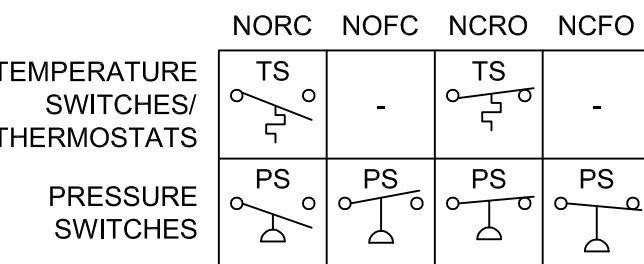 NORC NOFC NCRO NCFO
TEMPERATURE
SWITCHES/
THERMOSTATS
TS - TS -
PRESSURE
SWITCHES
PS PS PS PS